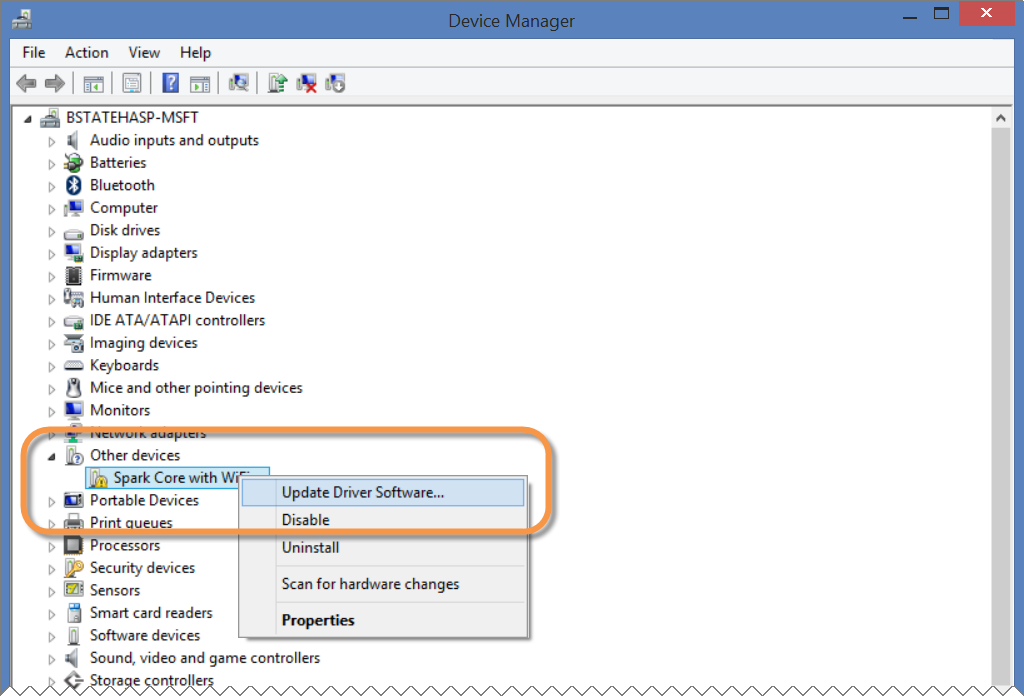 Device Manager
File Action View Help
BSTATEHASP-MSFT
Audio inputs and outputs
Batteries
Bluetooth
Computer
Disk drives
Display adapters
Firmware
Human Interface Devices
IDE ATA/ATAPI controllers
Imaging devices
Keyboards
Mice and other pointing devices
Monitors
Network adapters
Other devices
Spark Core with WiFi
Update Driver Software...
Portable Devices
Disable
Print queues
Uninstall
Processors
Security devices
Scan for hardware changes
Sensors
Smart card readers
Properties
Software devices
Sound, video and game controllers
Storage controllers